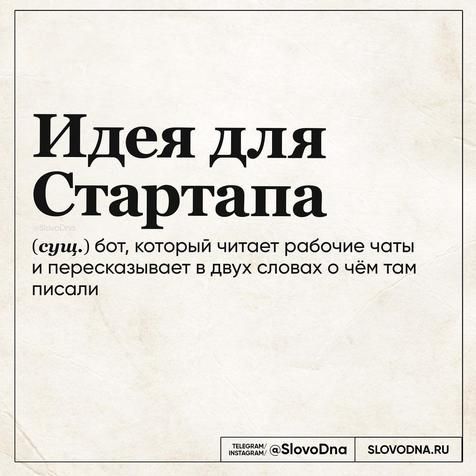 Идея для
Стартапа
@SlovoDna
(сущ.) бот, который читает рабочие чаты
и пересказывает в двух словах о чём там
писали
TELEGRAM/
INSTAGRAM/
@SlovoDna
SLOVODNA.RU